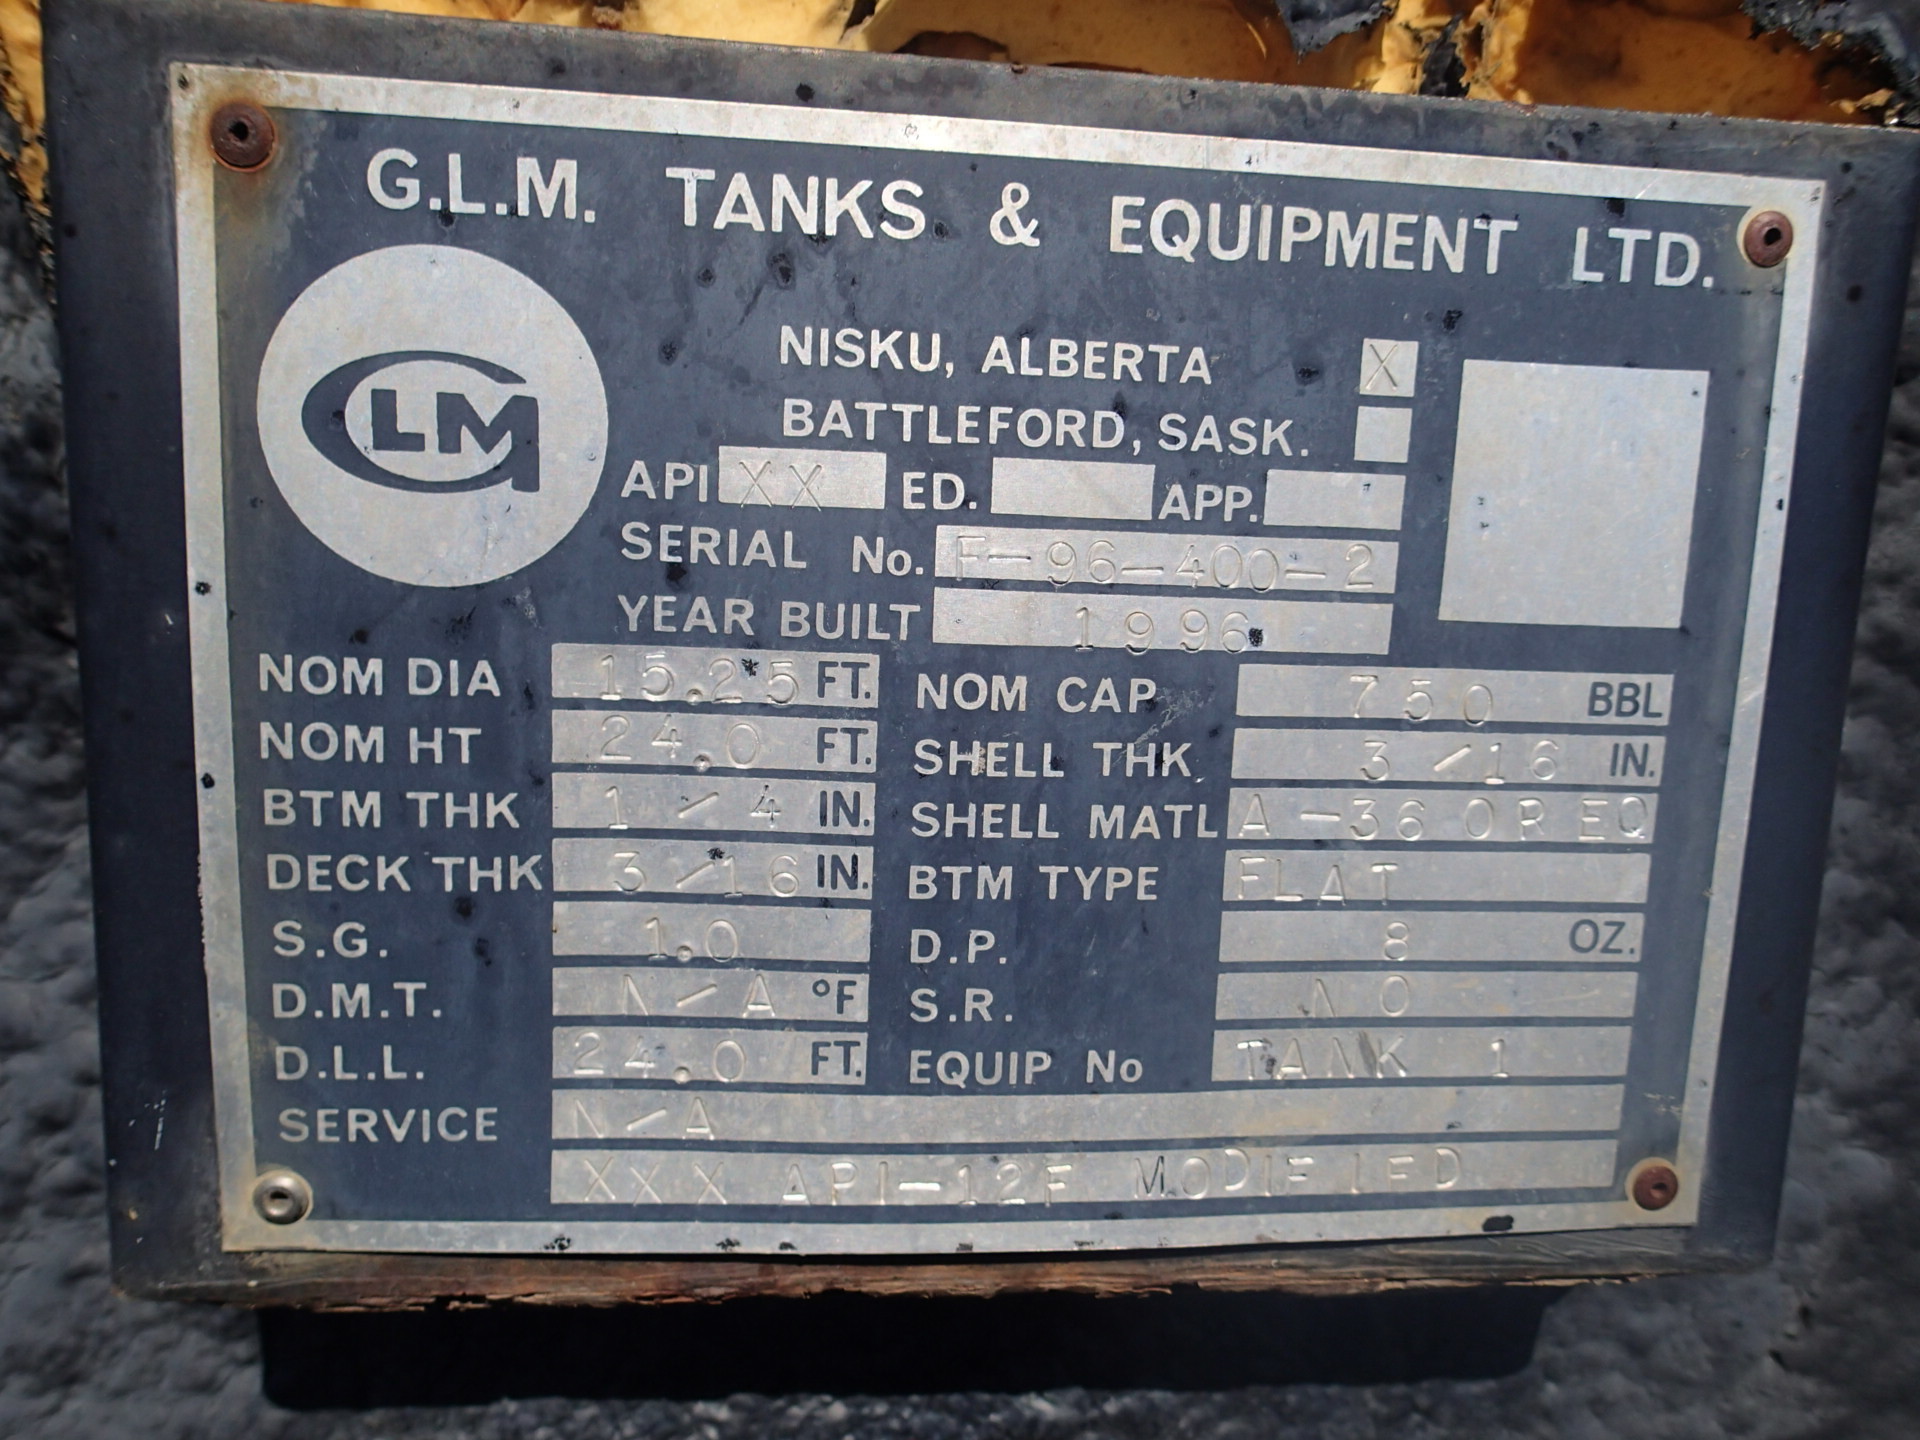 G.L.M. TANKS & EQUIPMENT LTD.
GLM
NISKU, ALBERTA X
BATTLEFORD, SASK.
API XX ED. APP.
SERIAL No. F-96-400-2
YEAR BUILT 1996
NOM DIA 15.25 FT. NOM CAP 750 BBL
NOM HT 24.0 FT. SHELL THK 3/16 IN.
BTM THK 1/4 IN. SHELL MATL A-36 OR EQ
DECK THK 3/16 IN. BTM TYPE FLAT
S.G. 1.0 D.P. 8 OZ.
D.M.T. N/A °F S.R. NO
D.L.L. 24.0 FT. EQUIP No TANK 1
SERVICE N/A
XXX API-12F MODIFIED